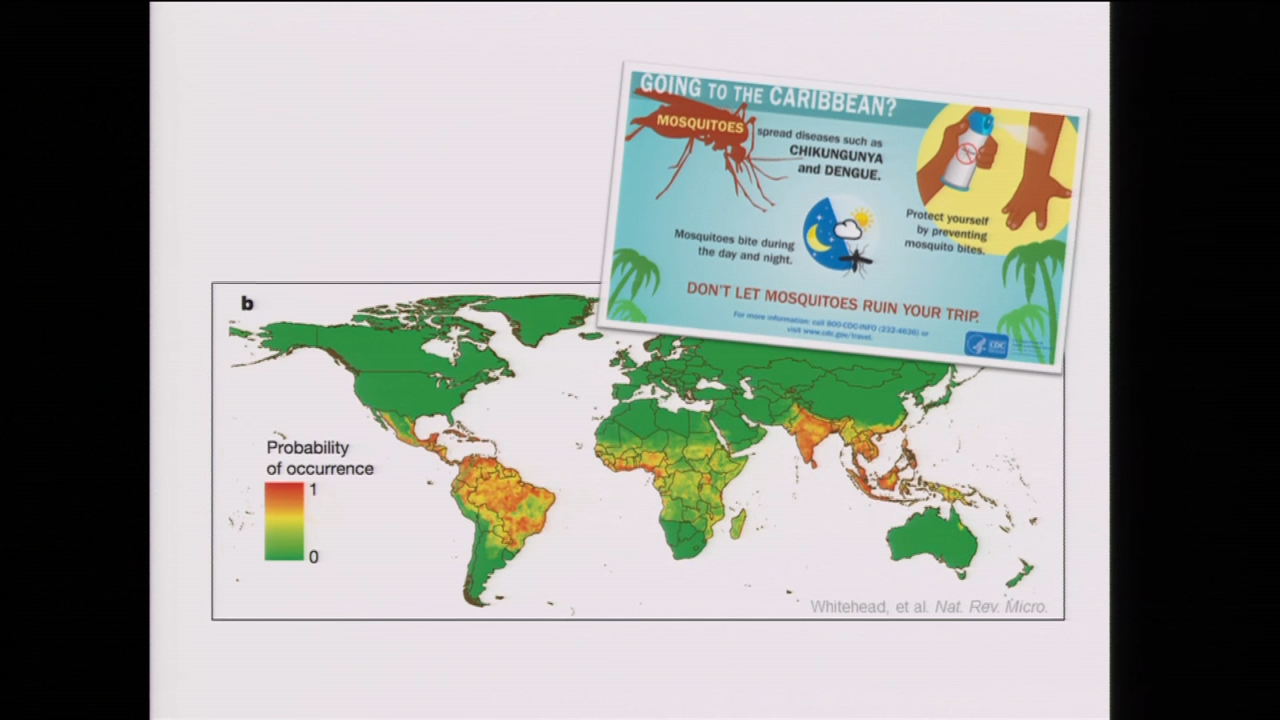 GOING TO THE CARIBBEAN?
MOSQUITOES
spread diseases such as
CHIKUNGUNYA
and DENGUE.
Protect yourself
by preventing
mosquito bites.
Mosquitoes bite during
the day and night.
DON'T LET MOSQUITOES RUIN YOUR TRIP.
For more information: call 800-CDC-INFO (232-4636) or
visit www.cdc.gov/travel.
CDC
b
Probability
of occurrence
1
0
Whitehead, et al. Nat. Rev. Micro.